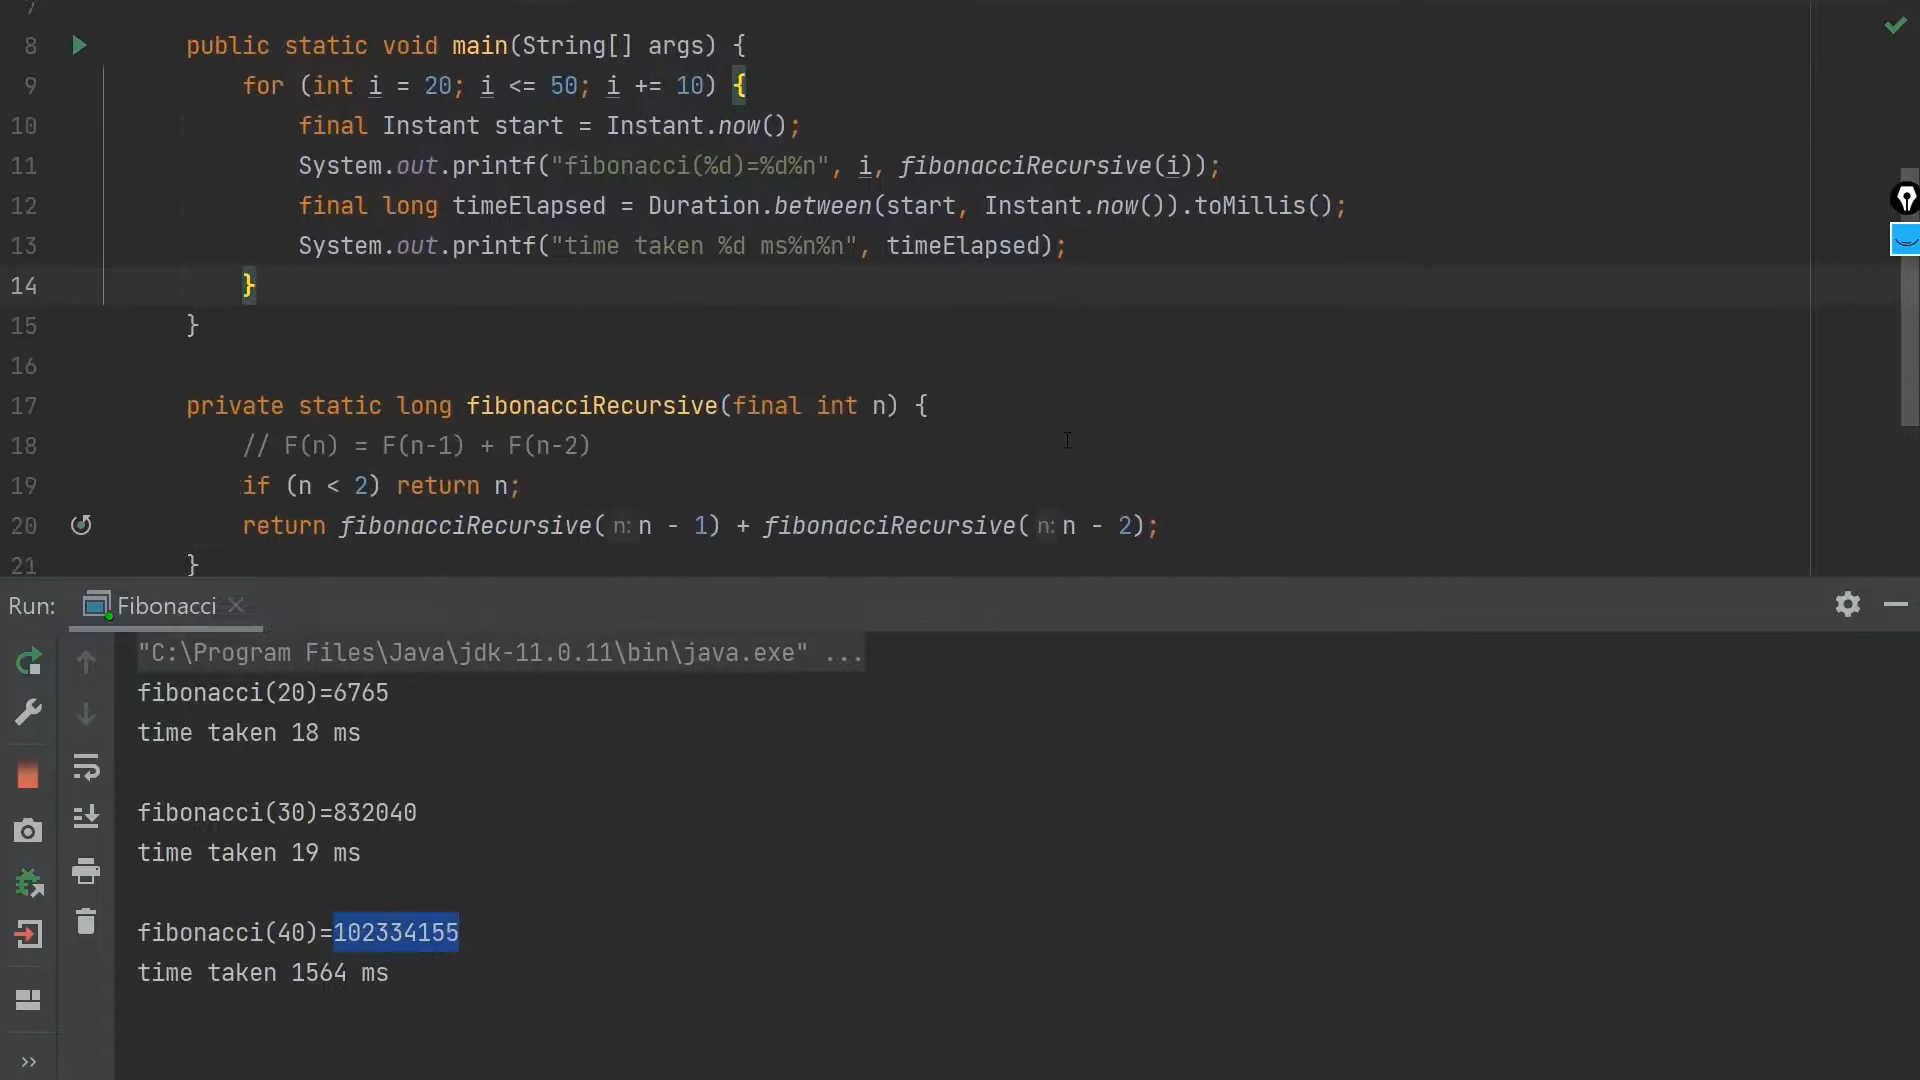 7
8 public static void main(String[] args) {
9 for (int i = 20; i <= 50; i += 10) {
10 final Instant start = Instant.now();
11 System.out.printf("fibonacci(%d)=%d%n", i, fibonacciRecursive(i));
12 final long timeElapsed = Duration.between(start, Instant.now()).toMillis();
13 System.out.printf("time taken %d ms%n%n", timeElapsed);
14 }
15 }
16
17 private static long fibonacciRecursive(final int n) {
18 // F(n) = F(n-1) + F(n-2)
19 if (n < 2) return n;
20 return fibonacciRecursive( n: n - 1) + fibonacciRecursive( n: n - 2);
21 }
Run: Fibonacci
"C:\Program Files\Java\jdk-11.0.11\bin\java.exe" ...
fibonacci(20)=6765
time taken 18 ms
fibonacci(30)=832040
time taken 19 ms
fibonacci(40)=102334155
time taken 1564 ms